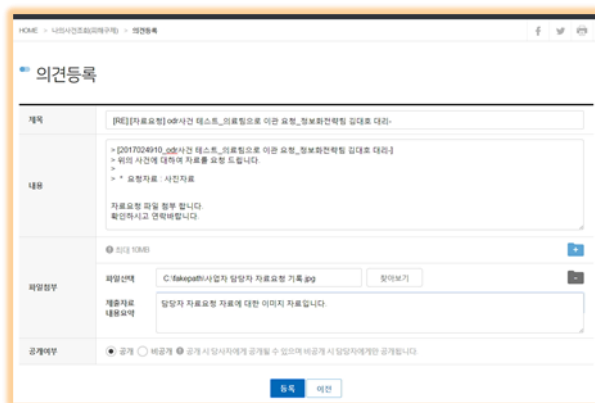 HOME > 나의사건조회(피해구제) > 의견등록
의견등록
제목
[RE] [자료요청] odr사건 테스트_의료팀으로 이관 요청_정보화전략팀 김대호 대리-
내용
> [2017024910_odr사건 테스트_의료팀으로 이관 요청_정보화전략팀 김대호 대리-]
> 위의 사건에 대하여 자료를 요청 드립니다.
>
> * 요청자료 : 사진자료
자료요청 파일 첨부 합니다.
확인하시고 연락바랍니다.
파일첨부
최대 10MB
파일선택
C:\fakepath\사업자 담당자 자료요청 기록.jpg
찾아보기
제출자료
내용요약
담당자 자료요청 자료에 대한 이미지 자료입니다.
공개여부
공개 비공개 공개 시 당사자에게 공개될 수 있으며 비공개 시 담당자에게만 공개됩니다.
등록 이전